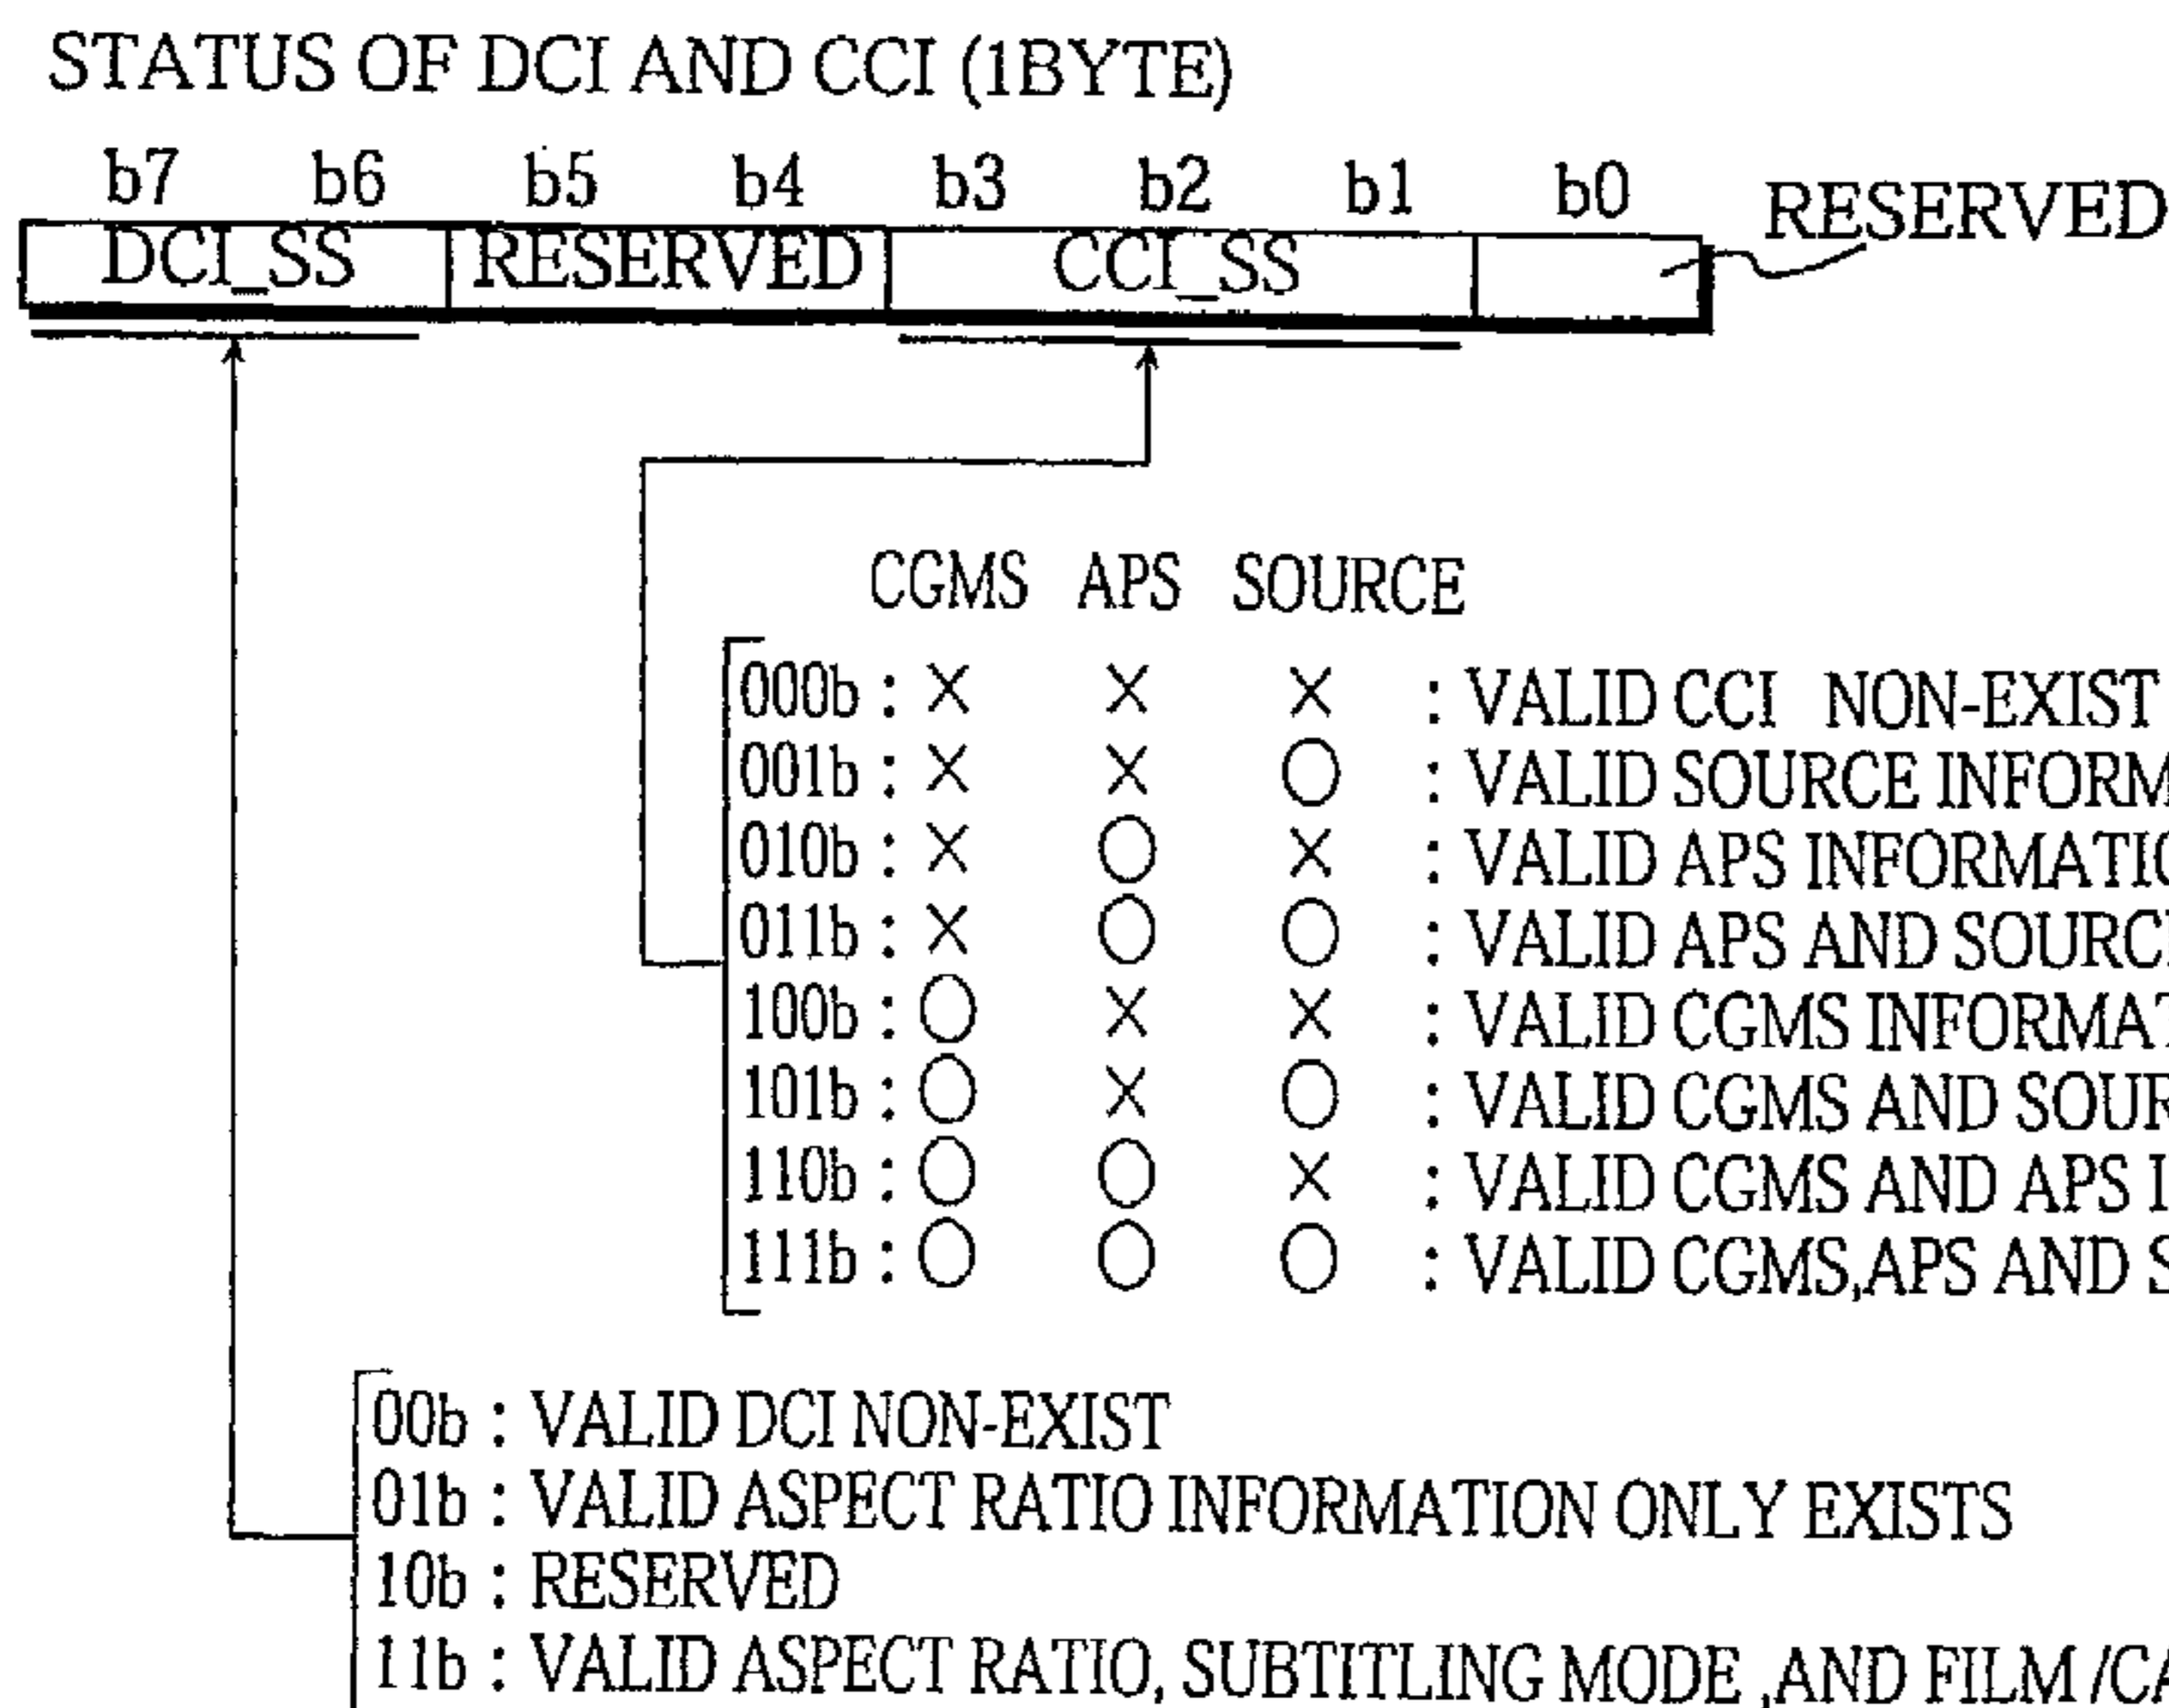 STATUS OF DCI AND CCI (1BYTE)
b7 b6 b5 b4 b3 b2 b1 b0 RESERVED
DCI_SS RESERVED CCI_SS
CGMS APS SOURCE
000b : × × × : VALID CCI NON-EXIST
001b : × × ○ : VALID SOURCE INFORM
010b : × ○ × : VALID APS INFORMATIO
011b : × ○ ○ : VALID APS AND SOURC
100b : ○ × × : VALID CGMS INFORMAT
101b : ○ × ○ : VALID CGMS AND SOUR
110b : ○ ○ × : VALID CGMS AND APS I
111b : ○ ○ ○ : VALID CGMS,APS AND S
00b : VALID DCI NON-EXIST
01b : VALID ASPECT RATIO INFORMATION ONLY EXISTS
10b : RESERVED
11b : VALID ASPECT RATIO, SUBTITLING MODE ,AND FILM /CA